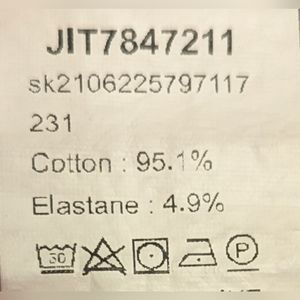 JIT7847211
sk2106225797117
231
Cotton : 95.1%
Elastane : 4.9%
P